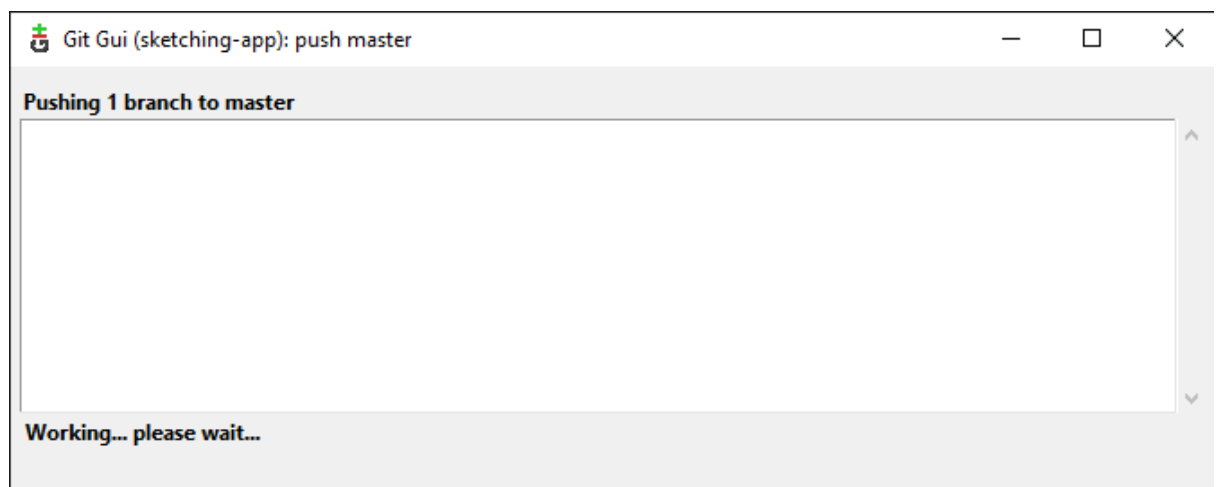 Git Gui (sketching-app): push master
Pushing 1 branch to master
Working... please wait...